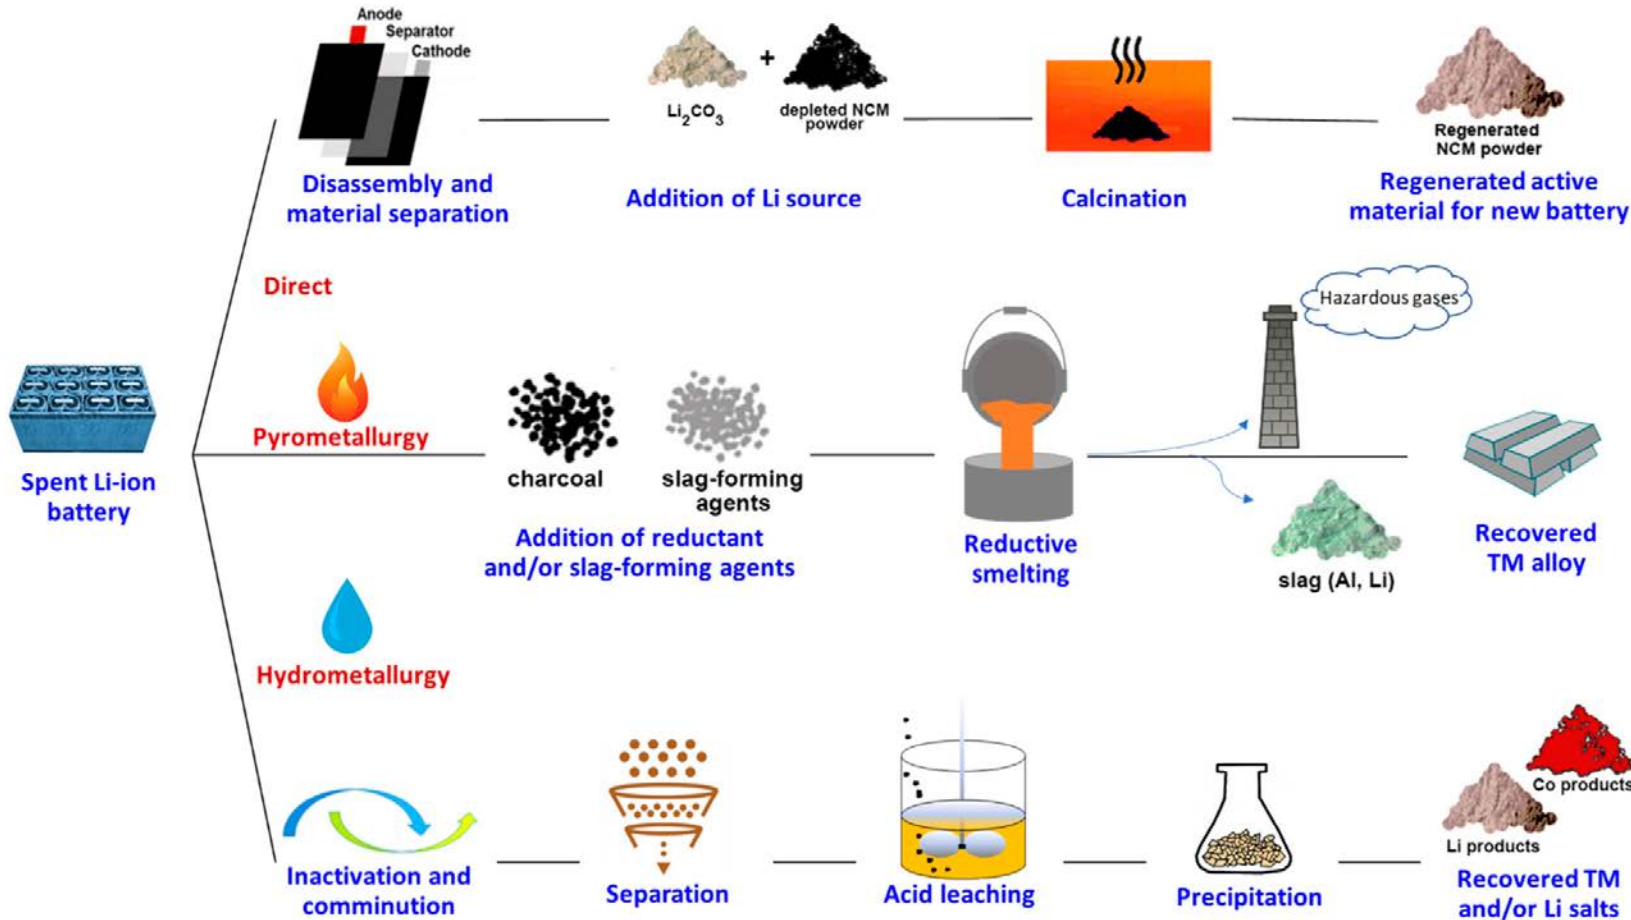 Anode
Separator
Cathode
Li2CO3
+
depleted NCM
powder
Regenerated
NCM powder
Disassembly and
material separation
Addition of Li source
Calcination
Regenerated active
material for new battery
Direct
Hazardous gases
Pyrometallurgy
Spent Li-ion
battery
charcoal
slag-forming
agents
Addition of reductant
and/or slag-forming agents
Reductive
smelting
slag (Al, Li)
Recovered
TM alloy
Hydrometallurgy
Co products
Li products
Inactivation and
comminution
Separation
Acid leaching
Precipitation
Recovered TM
and/or Li salts